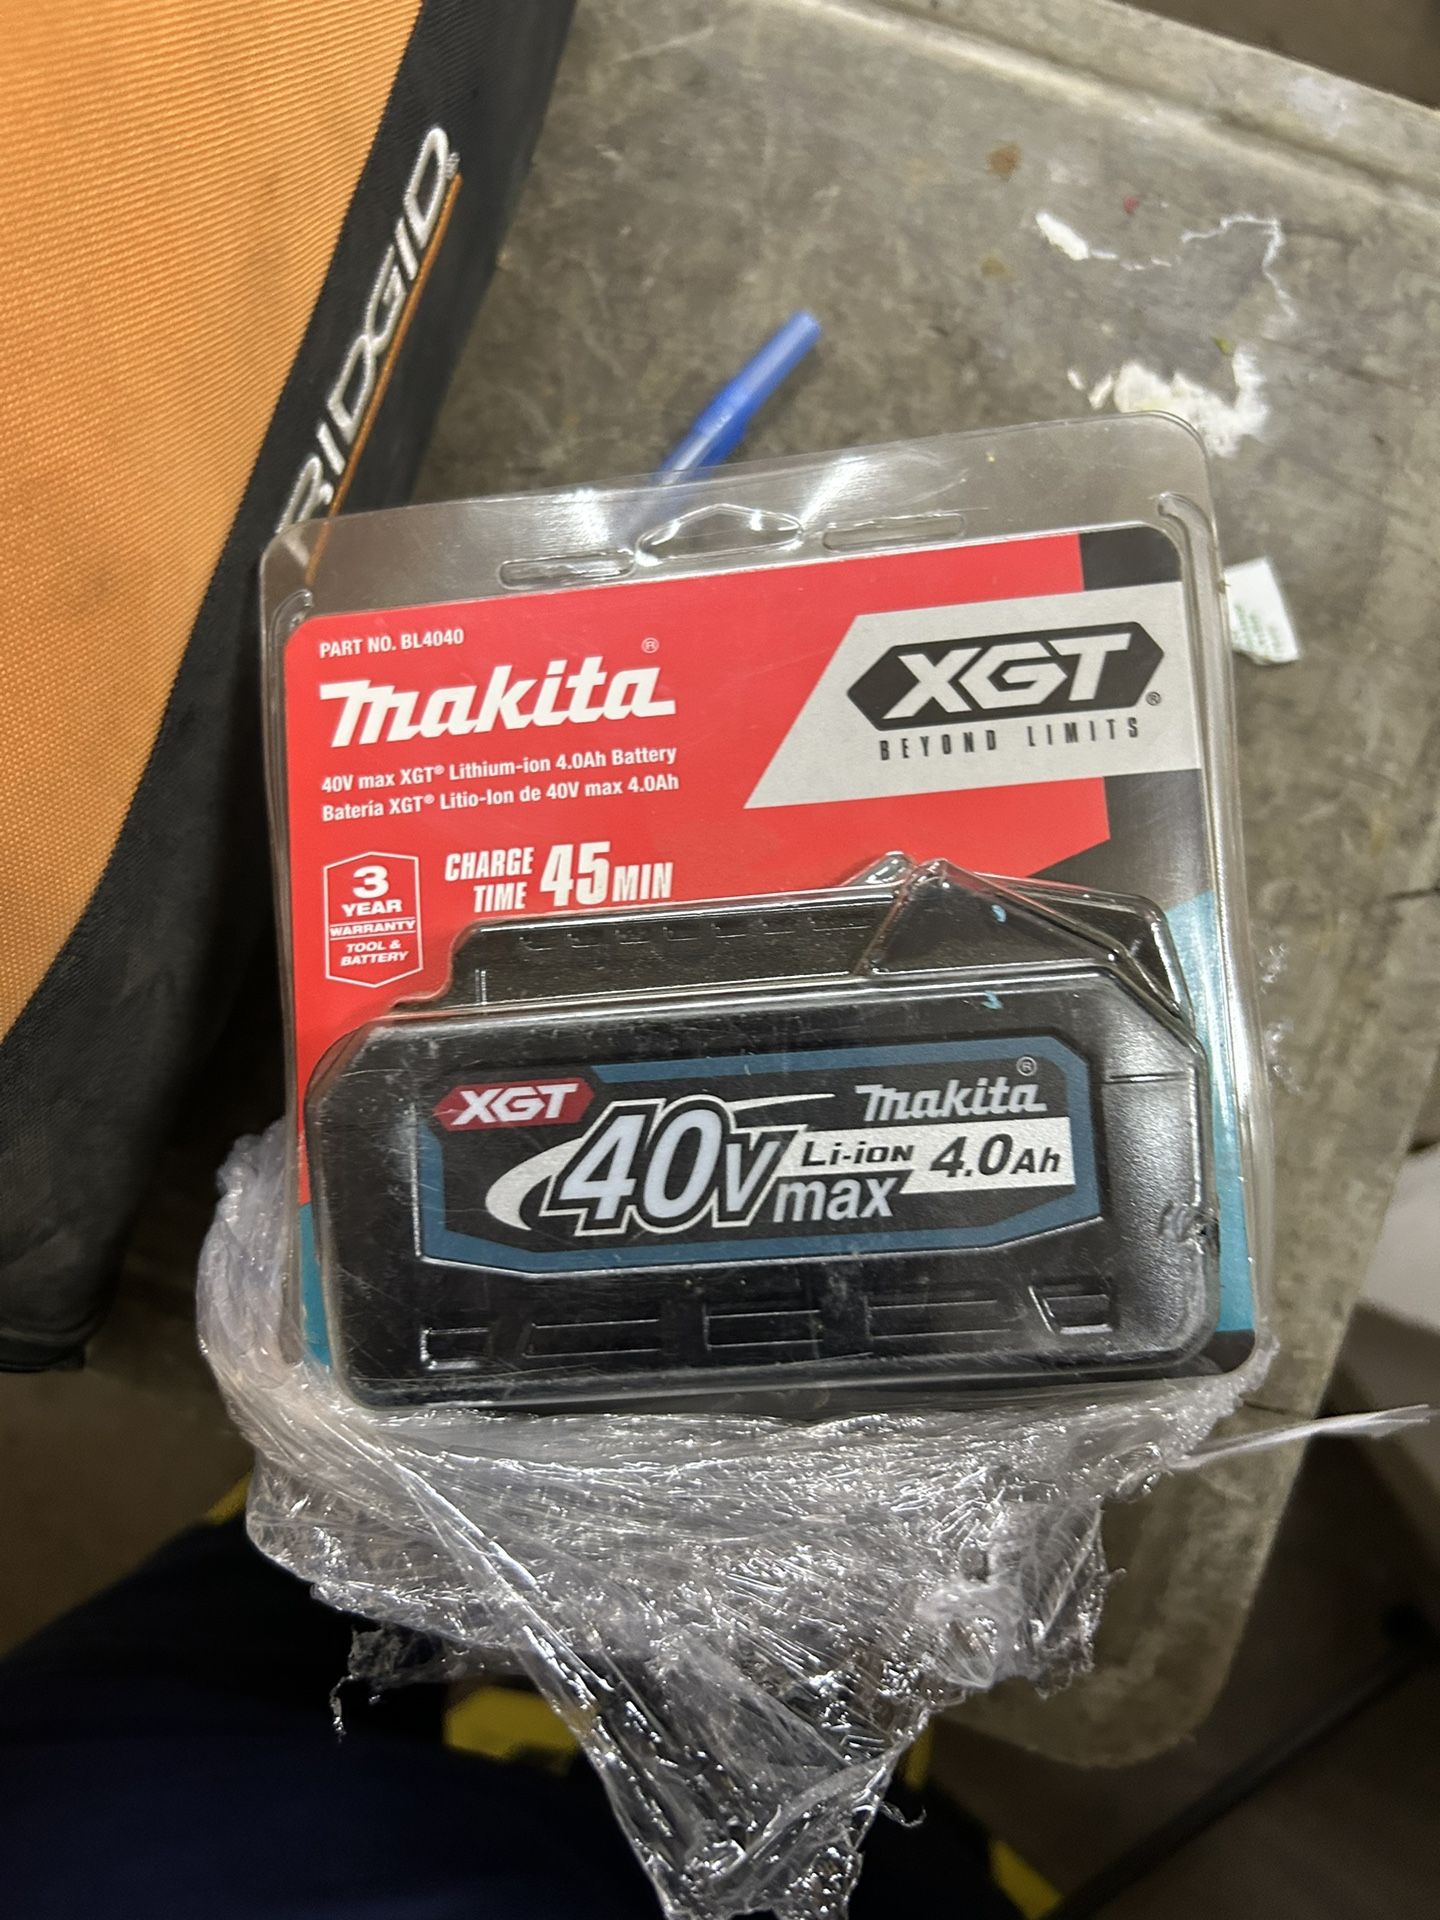 RIDGID
PART NO. BL4040
makita®
40V max XGT® Lithium-ion 4.0Ah Battery
Batería XGT® Litio-Ion de 40V max 4.0Ah
XGT®
BEYOND LIMITS
3
YEAR
WARRANTY
TOOL &
BATTERY
CHARGE
TIME 45 MIN
XGT
makita®
40V max
Li-ion 4.0Ah